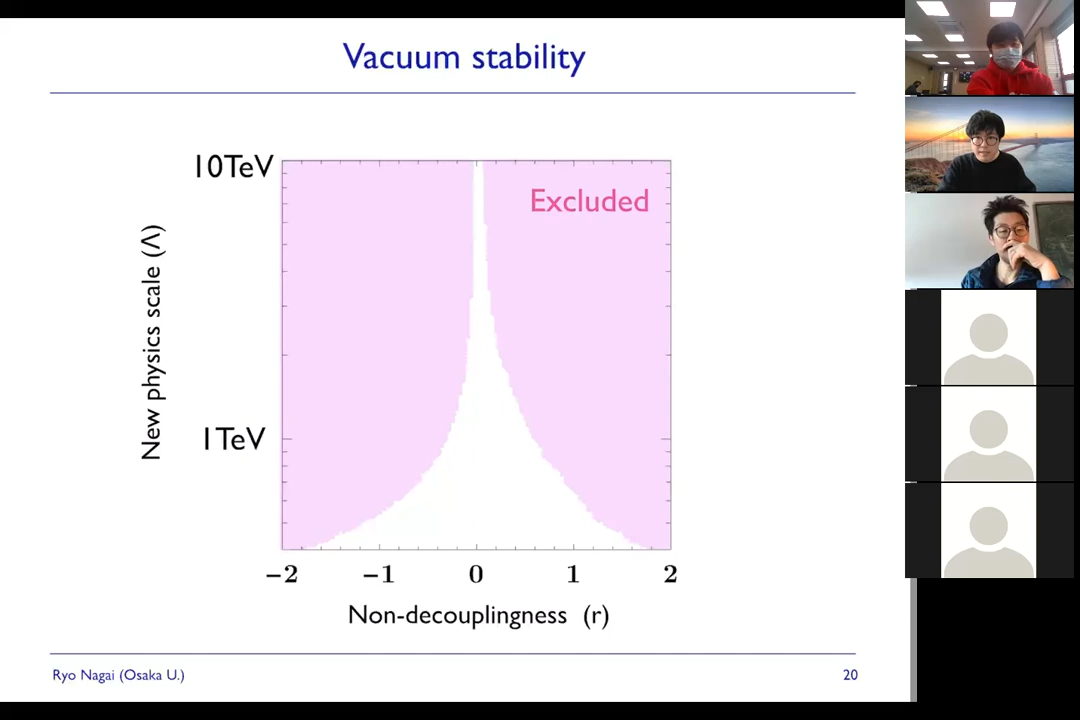 Vacuum stability
10TeV
Excluded
New physics scale (Λ)
1TeV
−2 −1 0 1 2
Non-decouplingness (r)
Ryo Nagai (Osaka U.) 20